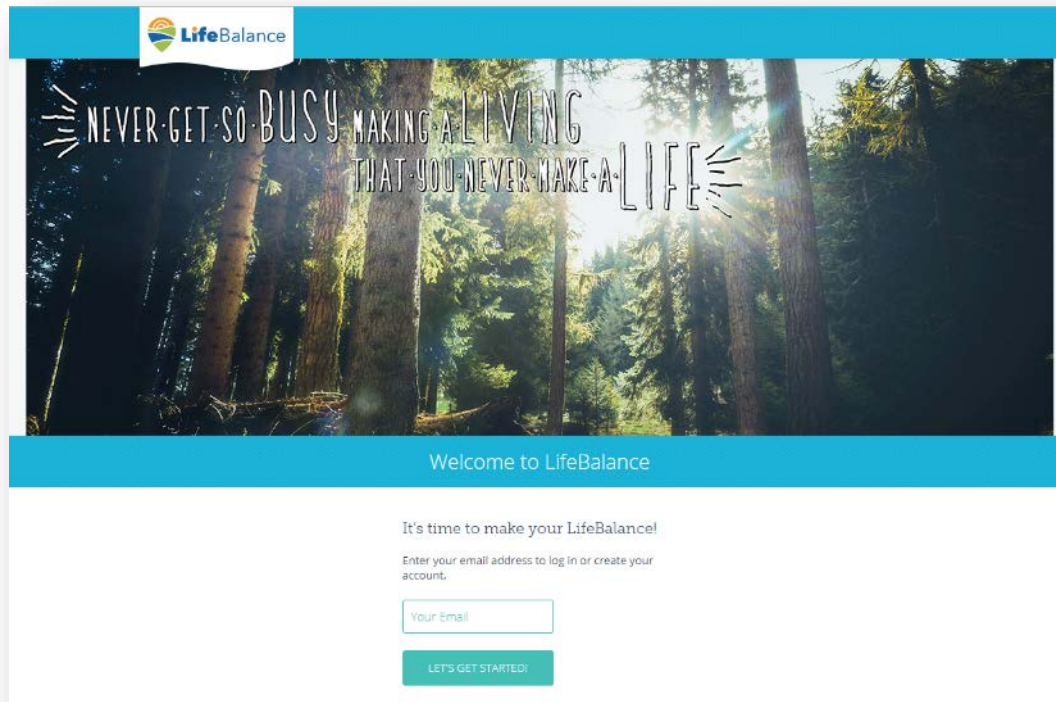 LifeBalance
NEVER·GET·SO·BUSY MAKING·A·LIVING
THAT·YOU·NEVER·MAKE·A·LIFE
Welcome to LifeBalance
It's time to make your LifeBalance!
Enter your email address to log in or create your
account.
Your Email
LET'S GET STARTED!